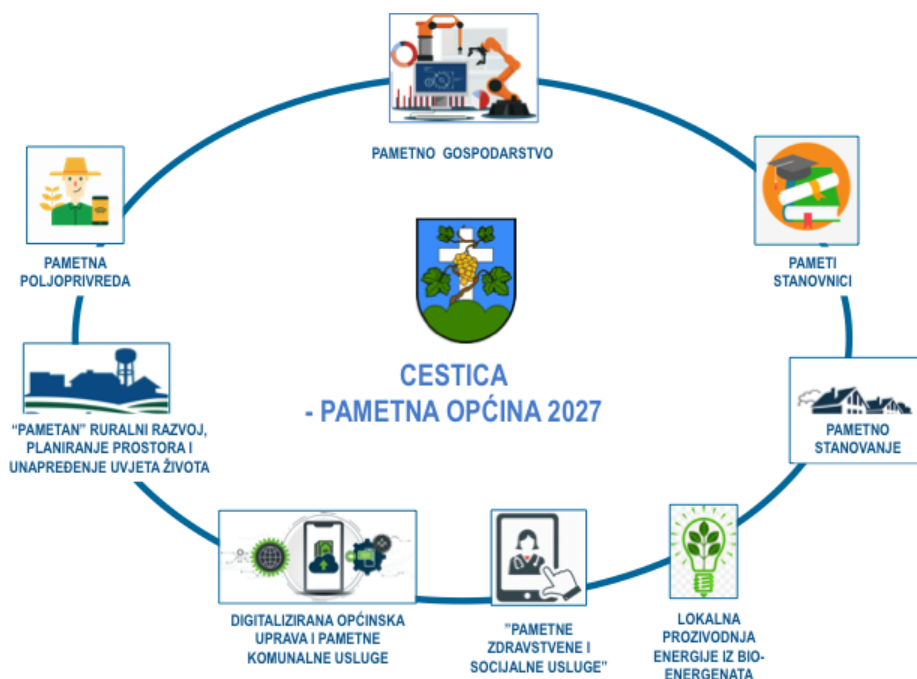 PAMETNO GOSPODARSTVO
PAMETNA
POLJOPRIVREDA
PAMETI
STANOVNICI
CESTICA
- PAMETNA OPĆINA 2027
"PAMETAN" RURALNI RAZVOJ,
PLANIRANJE PROSTORA I
UNAPREĐENJE UVJETA ŽIVOTA
PAMETNO
STANOVANJE
DIGITALIZIRANA OPĆINSKA
UPRAVA I PAMETNE
KOMUNALNE USLUGE
"PAMETNE
ZDRAVSTVENE I
SOCIJALNE USLUGE"
LOKALNA
PROZIVODNJA
ENERGIJE IZ BIO-
ENERGENATA